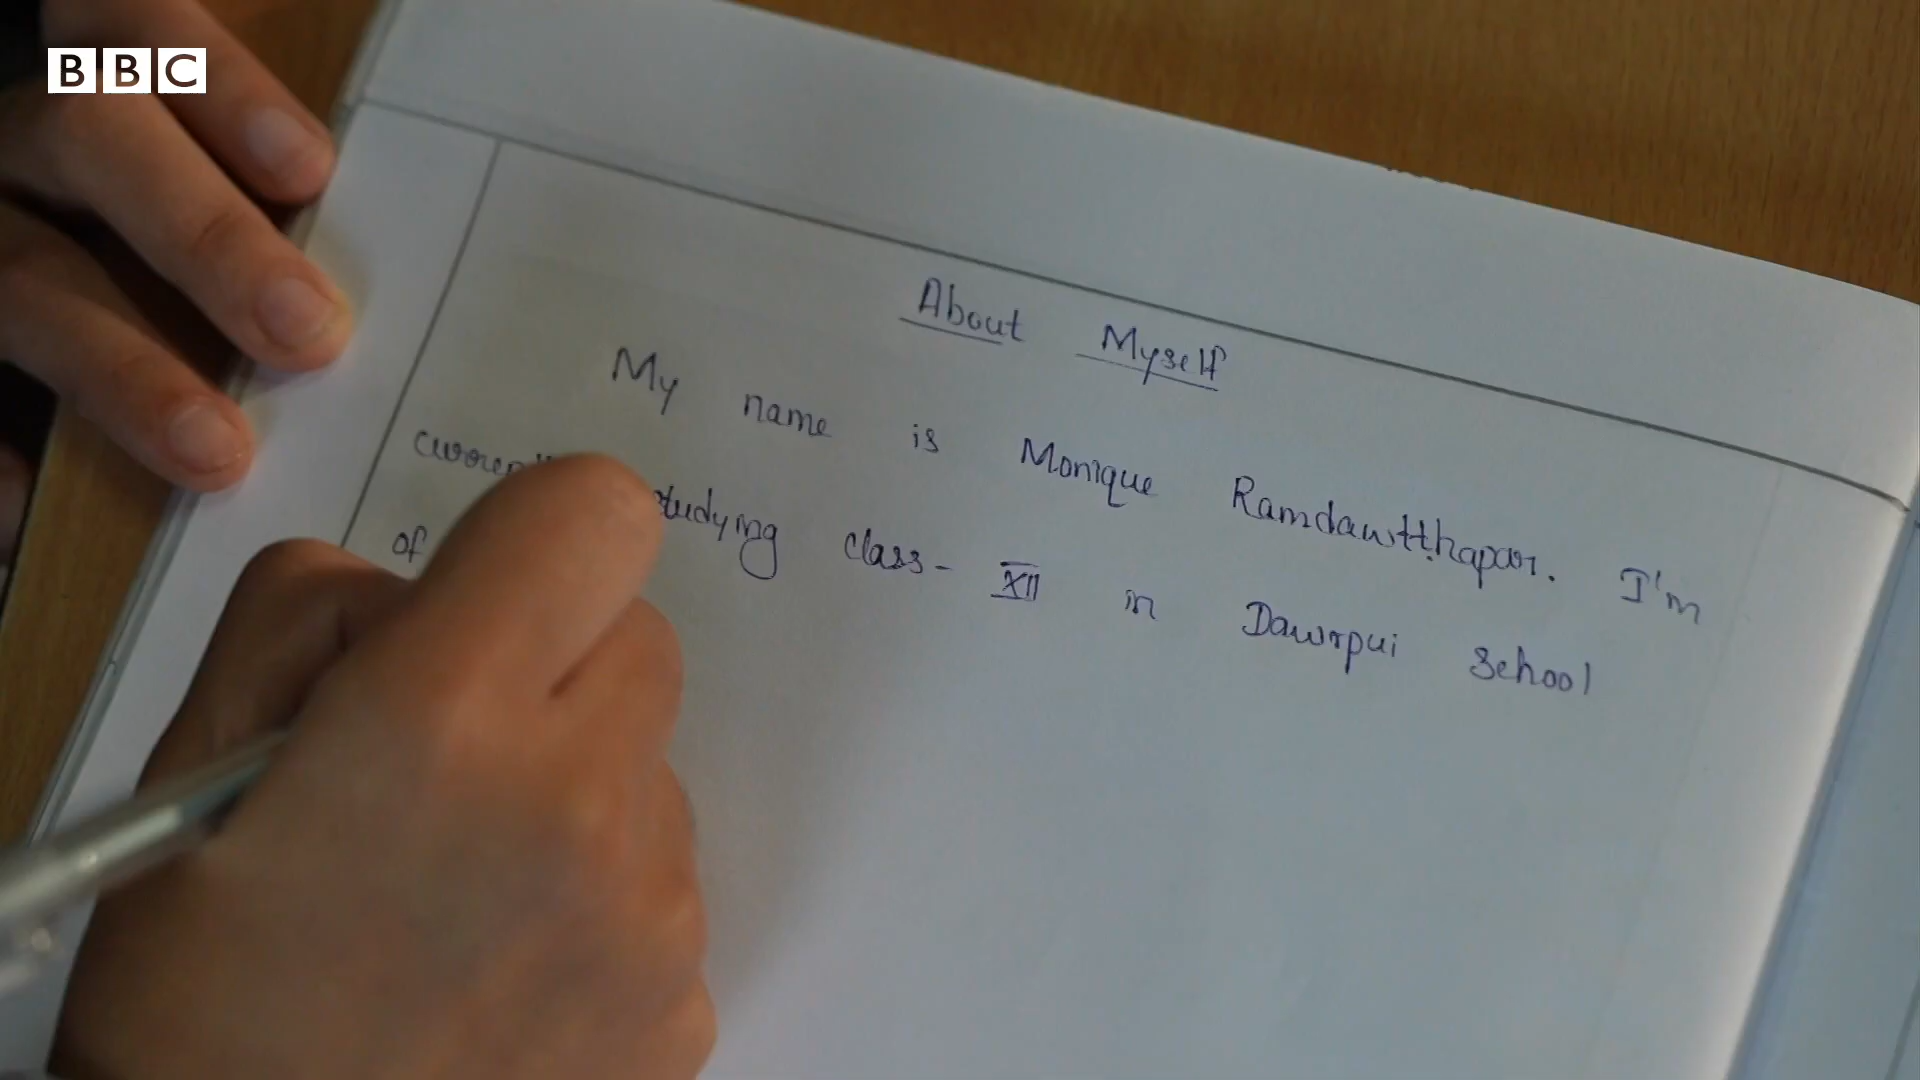 BBC
About Myself
My name is Monique Ramdawtthapar. I'm
studying class- XII in Dawrpui School
of